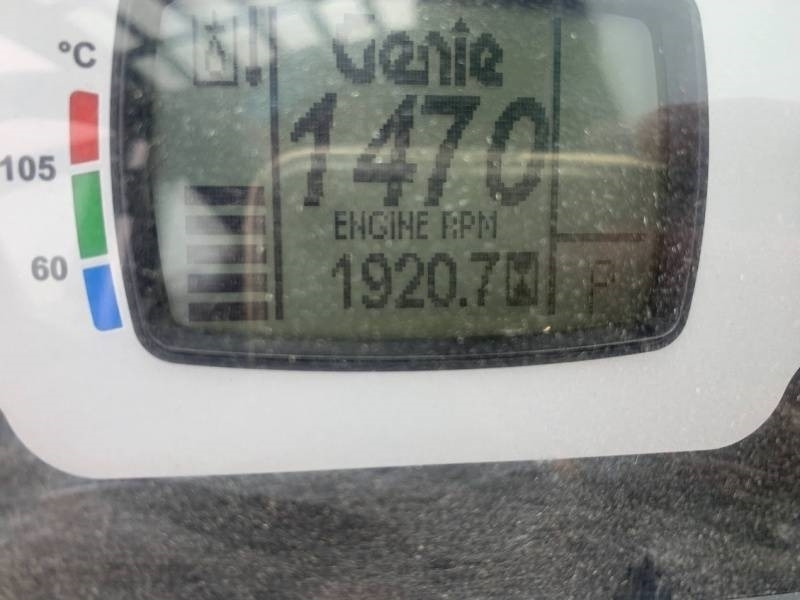 °C
Genie
1470
105
ENGINE RPM
60
1920.7
P